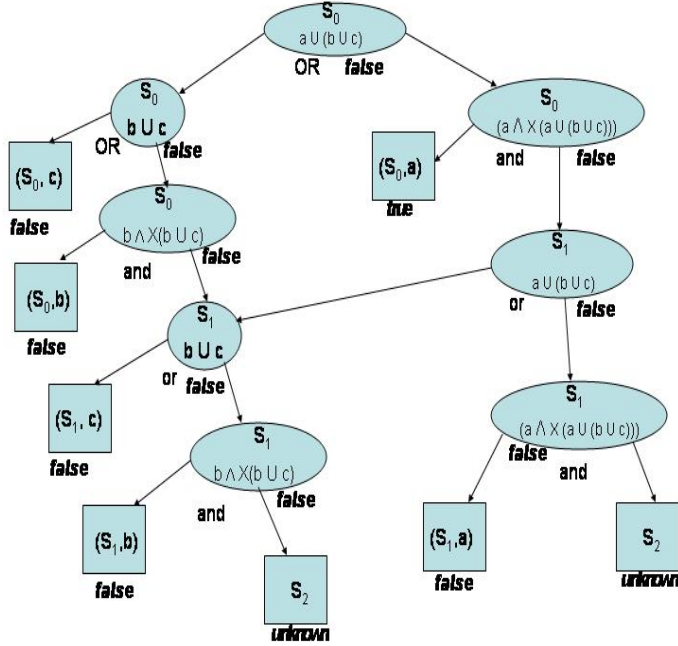 S₀
a U (b U c)
OR false
S₀
b U c
OR false
S₀
(a ∧ X (a U (b U c)))
and false
(S₀, c)
false
(S₀,a)
true
S₀
b ∧ X(b U c)
and false
S₁
a U (b U c)
or false
(S₀,b)
false
S₁
b U c
or false
(S₁, c)
false
S₁
(a ∧ X (a U (b U c)))
false
and
S₁
b ∧ X(b U c)
and false
(S₁,b)
false
S₂
unknown
(S₁,a)
false
S₂
unknown